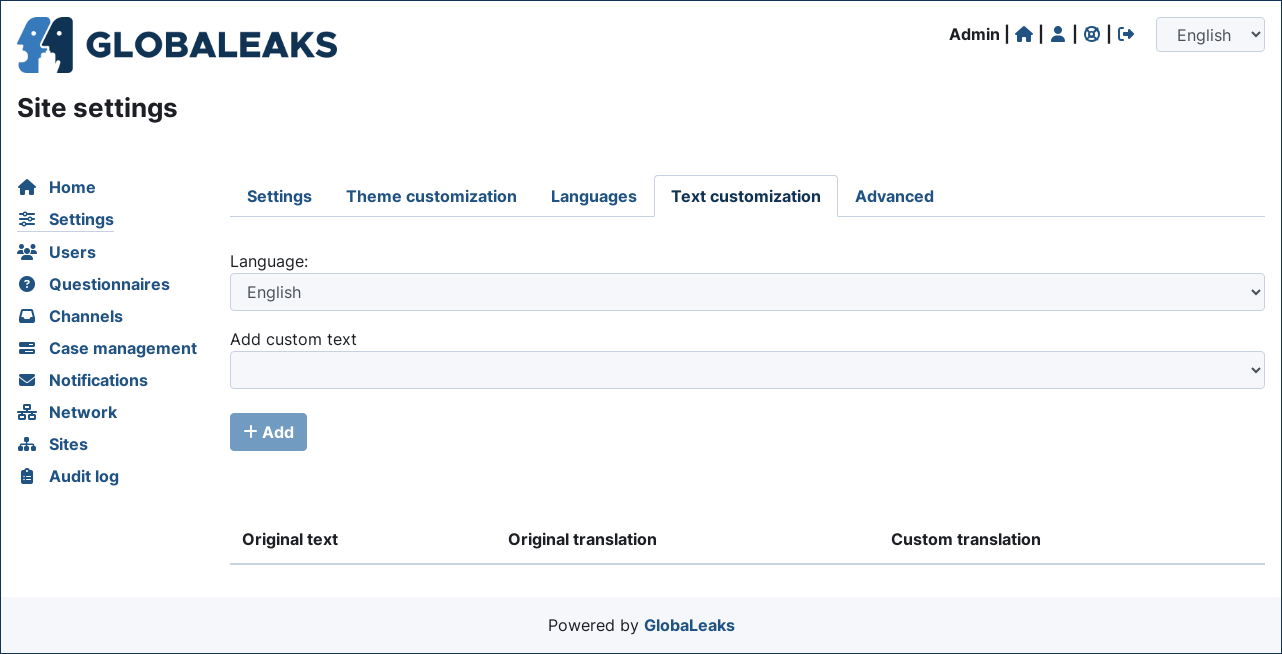 GLOBALEAKS
Admin | | | |
English
Site settings
Home
Settings
Users
Questionnaires
Channels
Case management
Notifications
Network
Sites
Audit log
Settings Theme customization Languages Text customization Advanced
Language:
English
Add custom text
+ Add
Original text Original translation Custom translation
Powered by GlobaLeaks